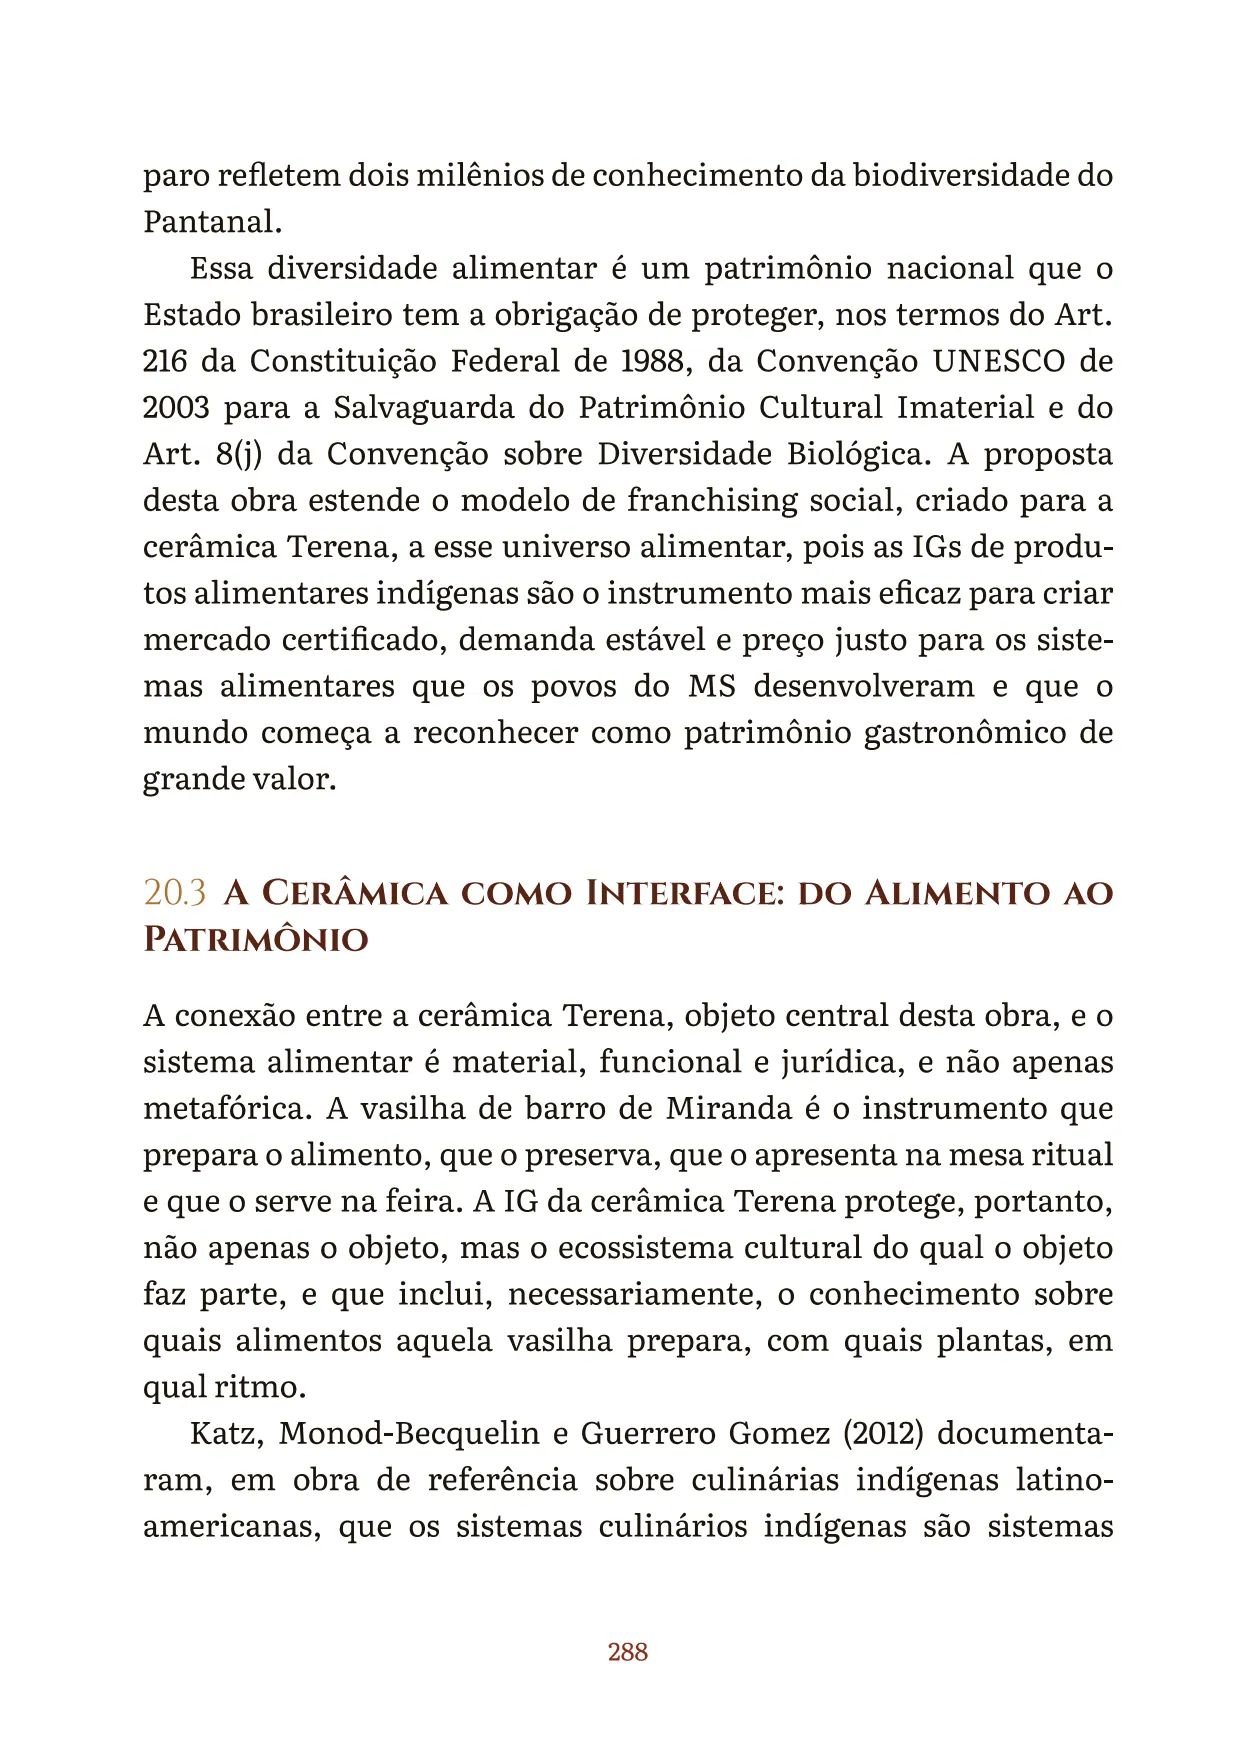 paro refletem dois milênios de conhecimento da biodiversidade do
Pantanal.
Essa diversidade alimentar é um patrimônio nacional que o
Estado brasileiro tem a obrigação de proteger, nos termos do Art.
216 da Constituição Federal de 1988, da Convenção UNESCO de
2003 para a Salvaguarda do Patrimônio Cultural Imaterial e do
Art. 8(j) da Convenção sobre Diversidade Biológica. A proposta
desta obra estende o modelo de franchising social, criado para a
cerâmica Terena, a esse universo alimentar, pois as IGs de produ-
tos alimentares indígenas são o instrumento mais eficaz para criar
mercado certificado, demanda estável e preço justo para os siste-
mas alimentares que os povos do MS desenvolveram e que o
mundo começa a reconhecer como patrimônio gastronômico de
grande valor.
20.3 A Cerâmica como Interface: do Alimento ao
Patrimônio
A conexão entre a cerâmica Terena, objeto central desta obra, e o
sistema alimentar é material, funcional e jurídica, e não apenas
metafórica. A vasilha de barro de Miranda é o instrumento que
prepara o alimento, que o preserva, que o apresenta na mesa ritual
e que o serve na feira. A IG da cerâmica Terena protege, portanto,
não apenas o objeto, mas o ecossistema cultural do qual o objeto
faz parte, e que inclui, necessariamente, o conhecimento sobre
quais alimentos aquela vasilha prepara, com quais plantas, em
qual ritmo.
Katz, Monod-Becquelin e Guerrero Gomez (2012) documenta-
ram, em obra de referência sobre culinárias indígenas latino-
americanas, que os sistemas culinários indígenas são sistemas
288